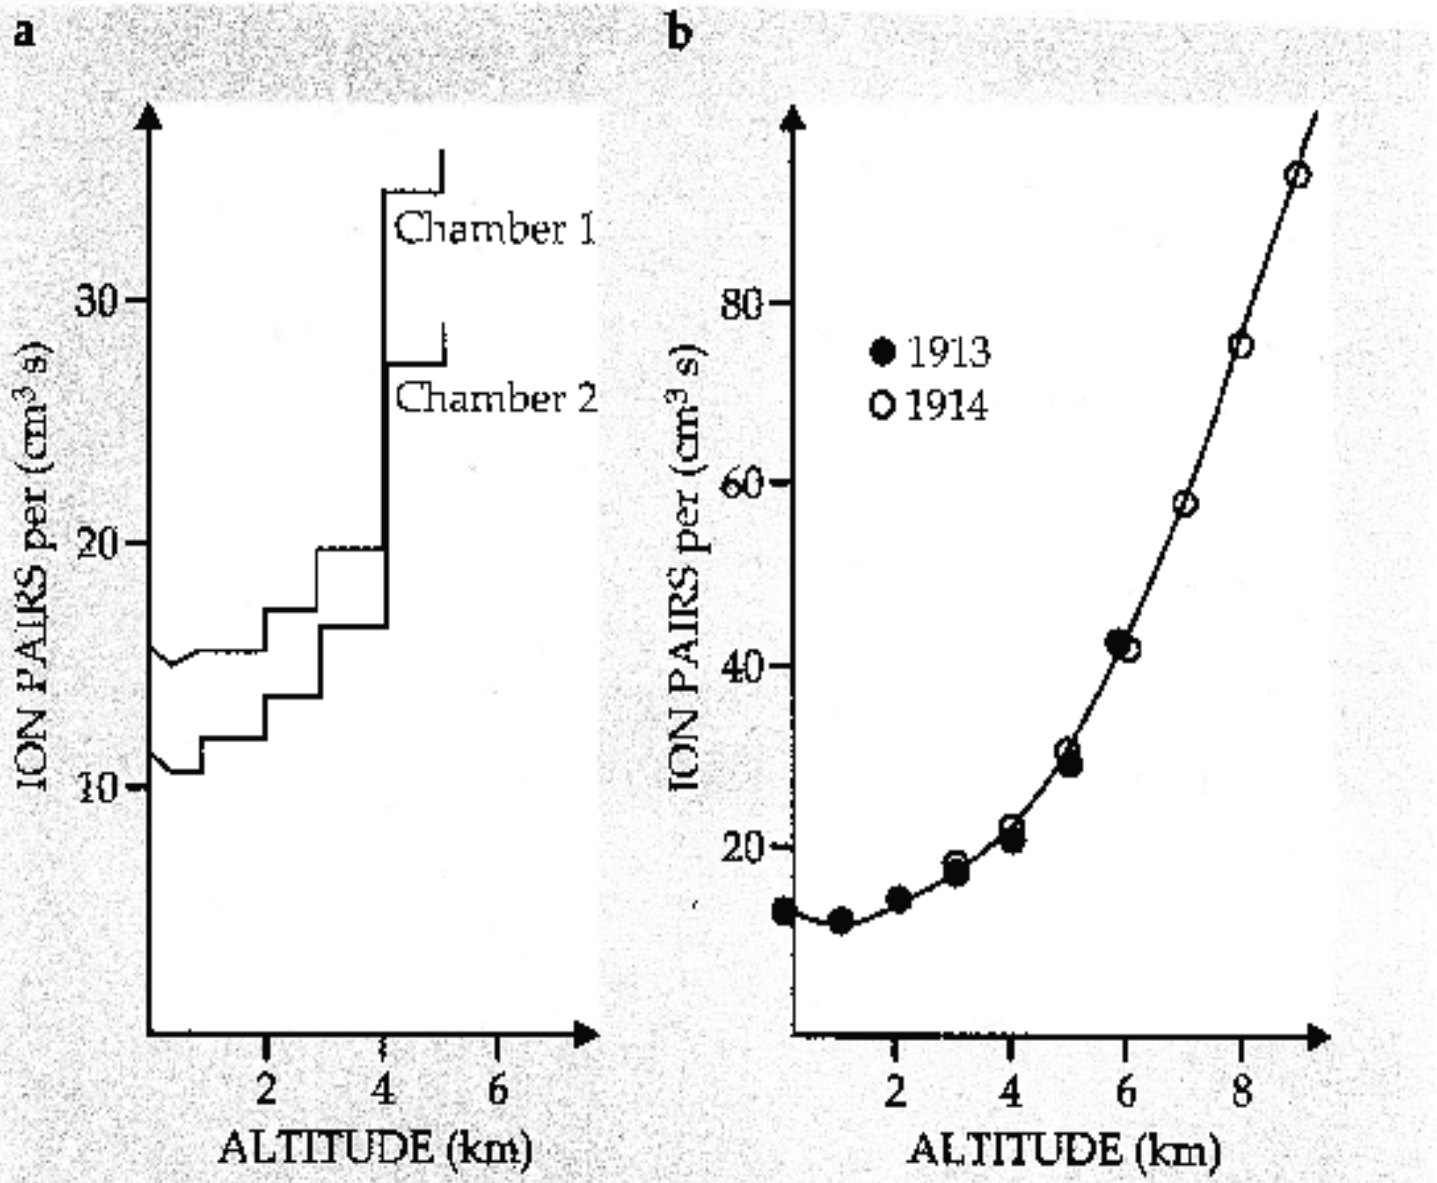 a
Chamber 1
Chamber 2
30
20
10
2 4 6
ION PAIRS per (cm³ s)
ALTITUDE (km)
b
1913
1914
80
60
40
20
2 4 6 8
ION PAIRS per (cm³ s)
ALTITUDE (km)